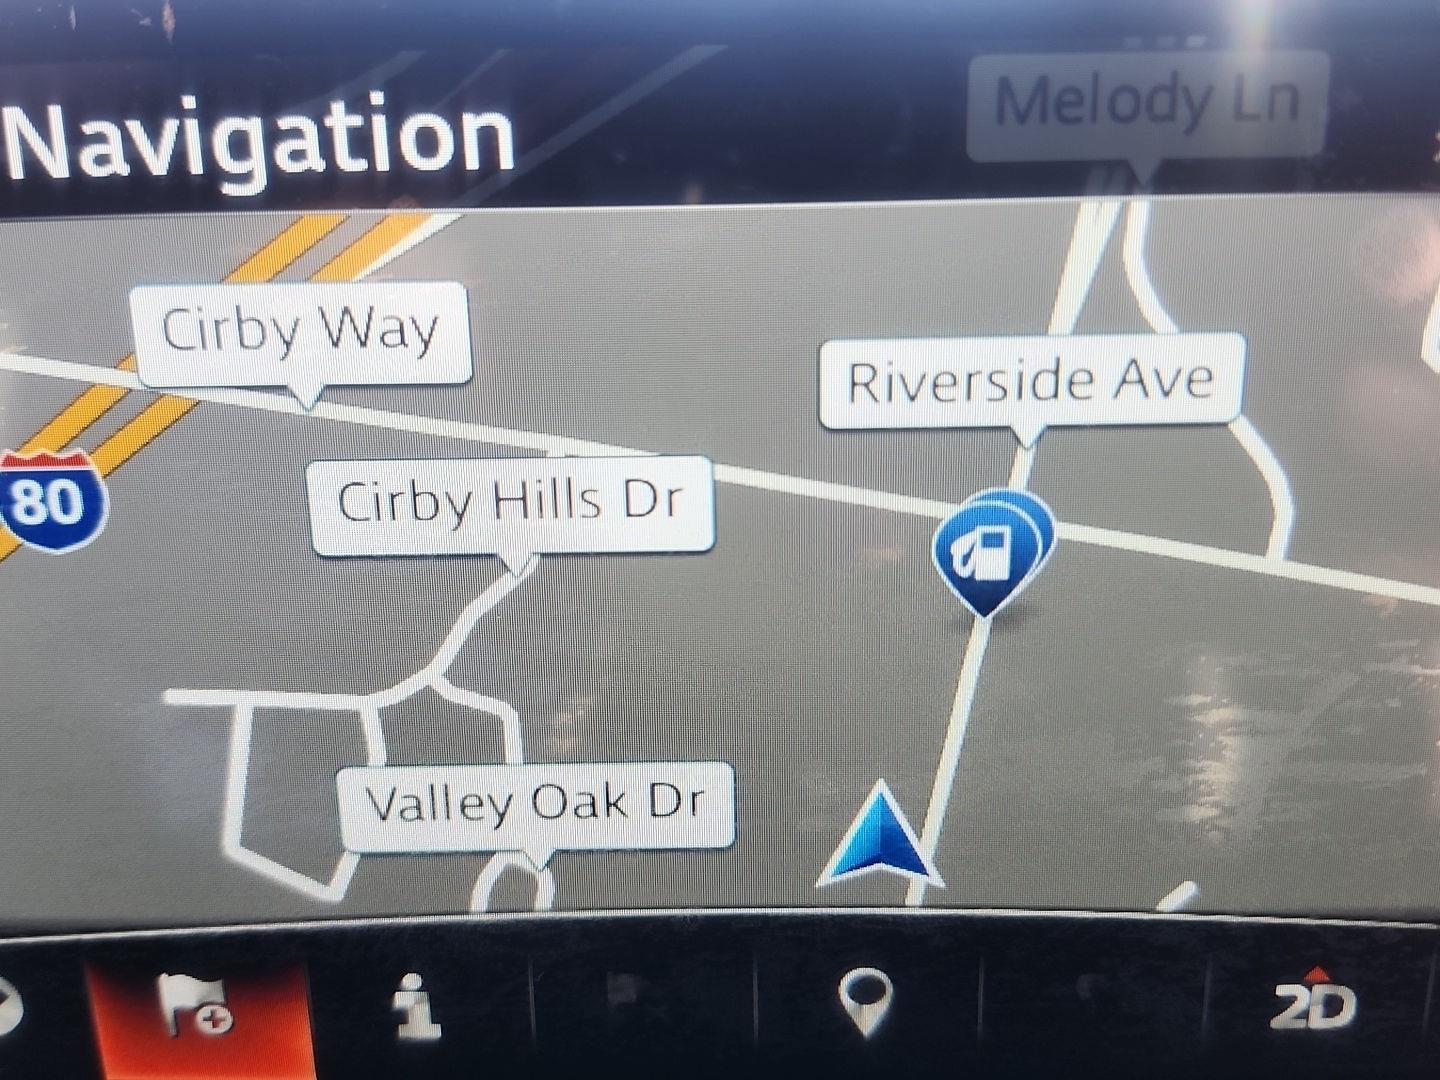 Melody Ln
Navigation
Cirby Way
Riverside Ave
80
Cirby Hills Dr
Valley Oak Dr
2D